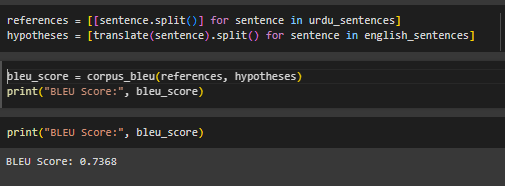 references = [[sentence.split()] for sentence in urdu_sentences]
hypotheses = [translate(sentence).split() for sentence in english_sentences]
bleu_score = corpus_bleu(references, hypotheses)
print("BLEU Score:", bleu_score)
print("BLEU Score:", bleu_score)
BLEU Score: 0.7368